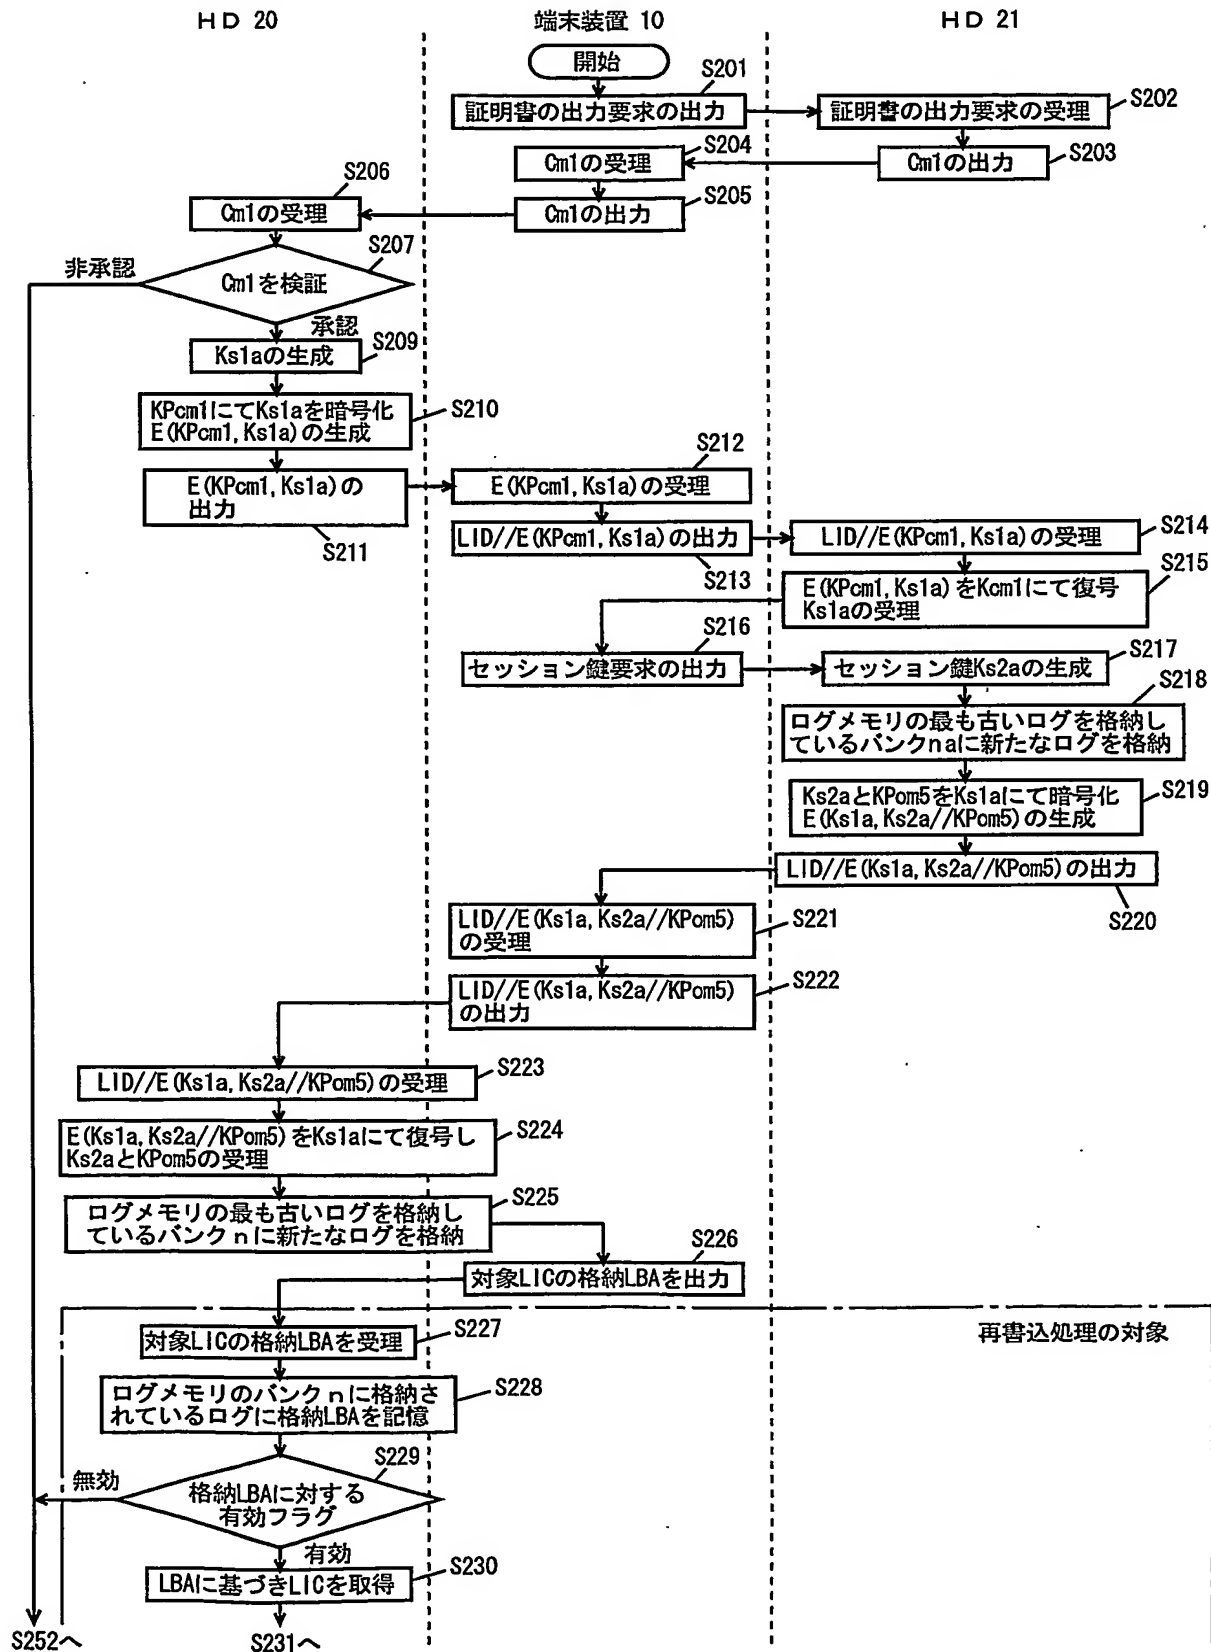 HD 20
端末装置 10
HD 21
開始
S201
証明書の出力要求の出力
証明書の出力要求の受理
S202
S204
Cm1の受理
Cm1の出力
S203
S206
Cm1の受理
Cm1の出力
S205
S207
非承認
Cm1を検証
承認
S209
Ks1aの生成
KPcm1にてKs1aを暗号化
E(KPcm1, Ks1a)の生成
S210
S212
E(KPcm1, Ks1a)の
出力
S211
E(KPcm1, Ks1a)の受理
LID//E(KPcm1, Ks1a)の出力
S213
LID//E(KPcm1, Ks1a)の受理
S214
S215
E(KPcm1, Ks1a)をKcm1にて復号
Ks1aの受理
S216
セッション鍵要求の出力
セッション鍵Ks2aの生成
S217
S218
ログメモリの最も古いログを格納し
ているバンクnaに新たなログを格納
Ks2aとKPom5をKs1aにて暗号化
E(Ks1a, Ks2a//KPom5)の生成
S219
LID//E(Ks1a, Ks2a//KPom5)の出力
S220
LID//E(Ks1a, Ks2a//KPom5)
の受理
S221
LID//E(Ks1a, Ks2a//KPom5)
の出力
S222
LID//E(Ks1a, Ks2a//KPom5)の受理
S223
E(Ks1a, Ks2a//KPom5)をKs1aにて復号し
Ks2aとKPom5の受理
S224
S225
ログメモリの最も古いログを格納し
ているバンクnに新たなログを格納
S226
対象LICの格納LBAを出力
再書込処理の対象
対象LICの格納LBAを受理
S227
ログメモリのバンクnに格納さ
れているログに格納LBAを記憶
S228
S229
無効
格納LBAに対する
有効フラグ
有効
S230
LBAに基づきLICを取得
S252へ
S231へ